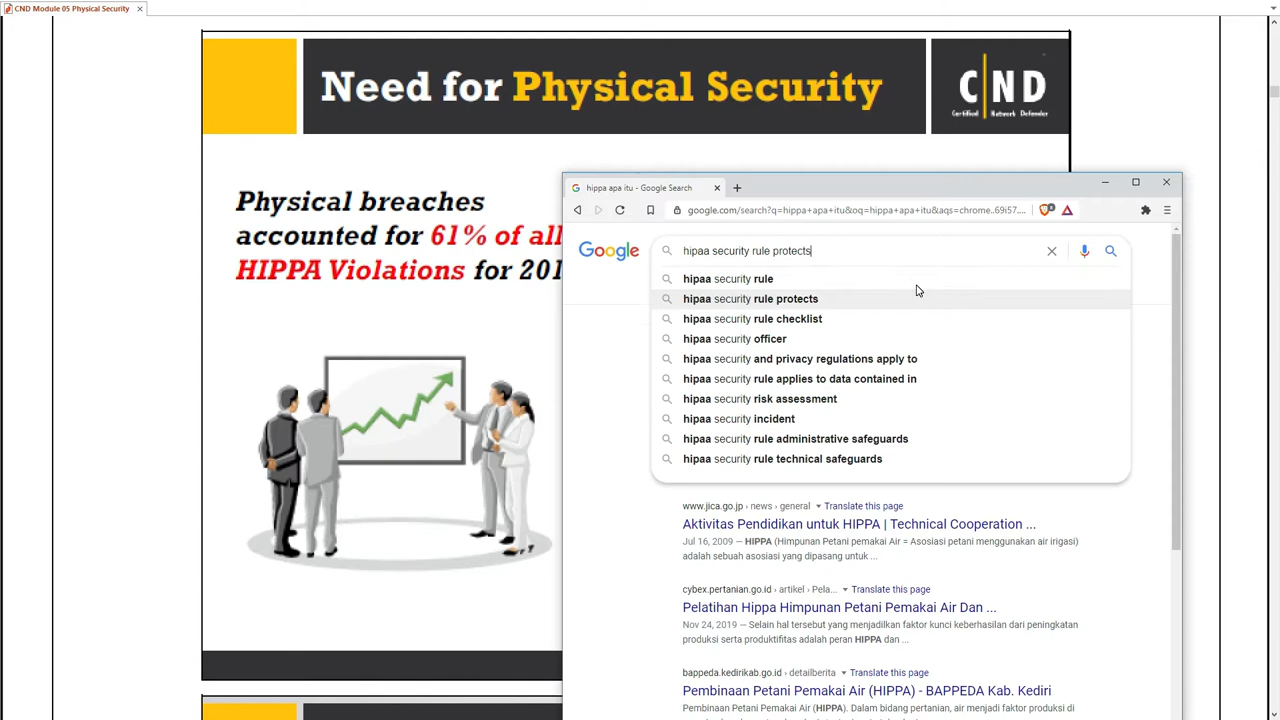 CND Module 05 Physical Security
Need for Physical Security
CND
Certified Network Defender
Physical breaches
accounted for 61% of all
HIPPA Violations for 201
hippa apa itu - Google Search
google.com/search?q=hippa+apa+itu&oq=hippa+apa+itu&aqs=chrome..69i57....
Google
hipaa security rule protects
hipaa security rule
hipaa security rule protects
hipaa security rule checklist
hipaa security officer
hipaa security and privacy regulations apply to
hipaa security rule applies to data contained in
hipaa security risk assessment
hipaa security incident
hipaa security rule administrative safeguards
hipaa security rule technical safeguards
www.jica.go.jp › news › general Translate this page
Aktivitas Pendidikan untuk HIPPA | Technical Cooperation ...
Jul 16, 2009 — HIPPA (Himpunan Petani pemakai Air = Asosiasi petani menggunakan air irigasi)
adalah sebuah asosiasi yang dipasang untuk ...
cybex.pertanian.go.id › artikel › Pela... Translate this page
Pelatihan Hippa Himpunan Petani Pemakai Air Dan ...
Nov 24, 2019 — Selain hal tersebut yang menjadilkan faktor kunci keberhasilan dari peningkatan
produksi serta produktifitas adalah peran HIPPA dan ...
bappeda.kedirikab.go.id › detailberita Translate this page
Pembinaan Petani Pemakai Air (HIPPA) - BAPPEDA Kab. Kediri
Pembinaan Petani Pemakai Air (HIPPA). Dalam bidang pertanian, air menjadi faktor produksi di